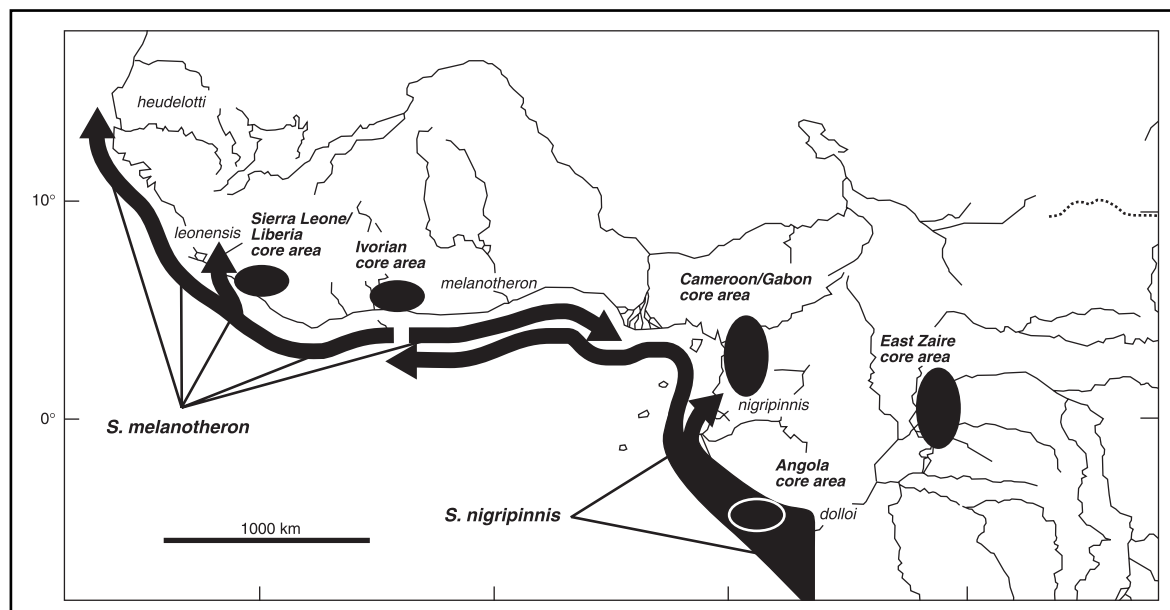 heudelotti
10°
leonensis
Sierra Leone/
Liberia
core area
Ivorian
core area
melanotheron
Cameroon/Gabon
core area
East Zaire
core area
0°
nigripinnis
S. melanotheron
Angola
core area
S. nigripinnis
dolloi
1000 km